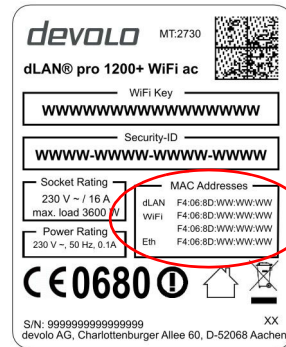 devolo MT:2730
dLAN® pro 1200+ WiFi ac
WiFi Key
WWWWWWWWWWWWWWWW
Security-ID
WWWW-WWWW-WWWW-WWWW
Socket Rating
230 V ~ / 16 A
max. load 3600 W
Power Rating
230 V ~, 50 Hz, 0.1A
MAC Addresses
dLAN F4:06:8D:WW:WW:WW
WiFi F4:06:8D:WW:WW:WW
F4:06:8D:WW:WW:WW
Eth F4:06:8D:WW:WW:WW
CE0680
S/N: 9999999999999999 XX
devolo AG, Charlottenburger Allee 60, D-52068 Aachen